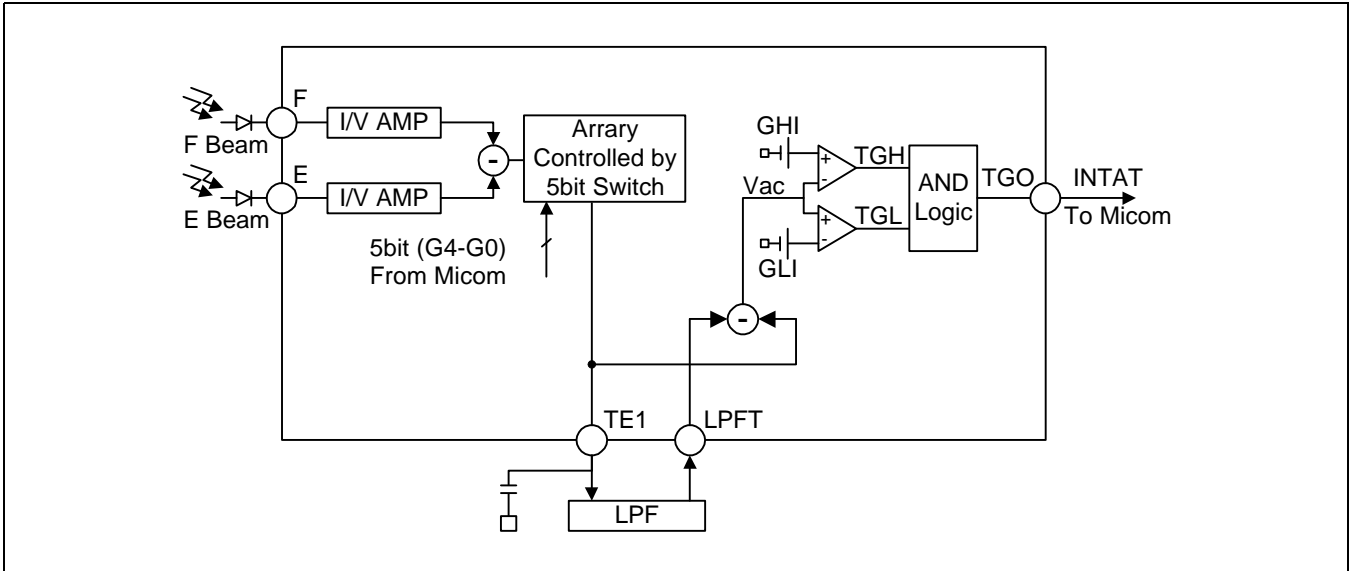 F
F Beam
I/V AMP
-
Arrary
Controlled by
5bit Switch
E
E Beam
I/V AMP
5bit (G4-G0)
From Micom
GHI
+
-
TGH
Vac
+
-
TGL
GLI
AND
Logic
TGO
INTAT
To Micom
-
TE1
LPFT
LPF